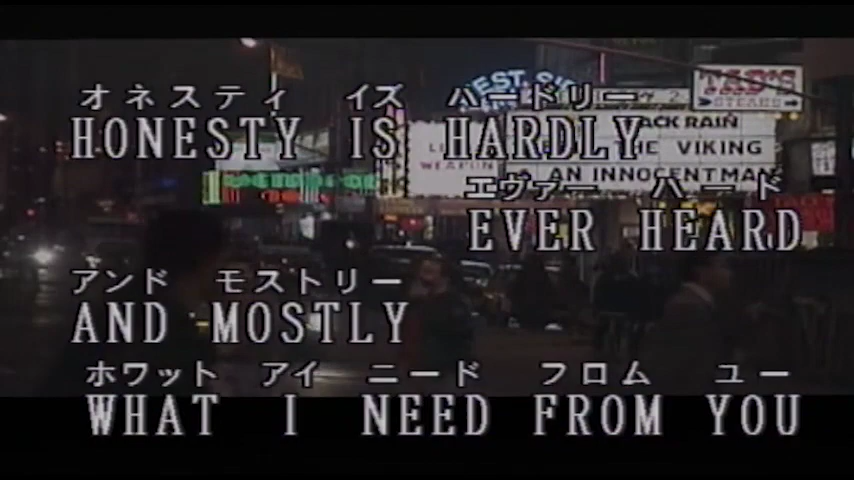 オネスティ イズ ハードリー
HONESTY IS HARDLY
エヴァー ハード
EVER HEARD
アンド モストリー
AND MOSTLY
ホワット アイ ニード フロム ユー
WHAT I NEED FROM YOU
TAD'S
STEAKS
RAIN
THE VIKING
AN INNOCENT MAN